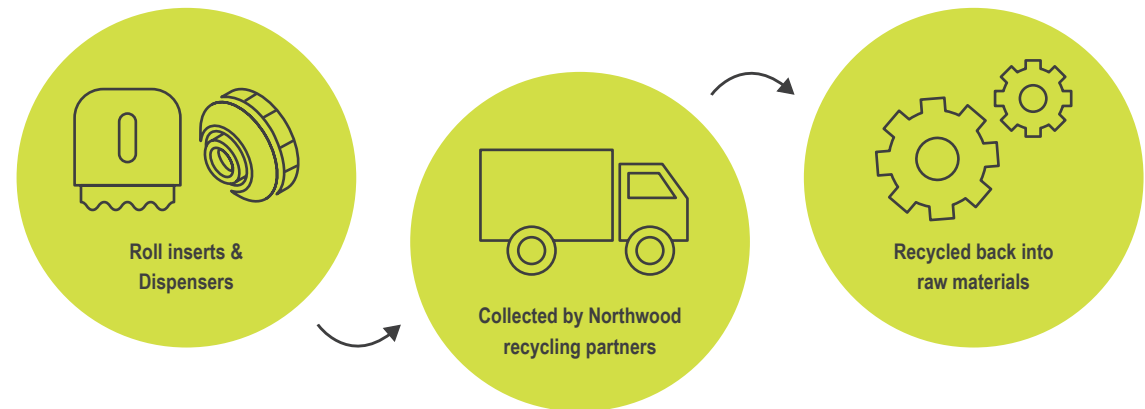 Roll inserts &
Dispensers
Collected by Northwood
recycling partners
Recycled back into
raw materials